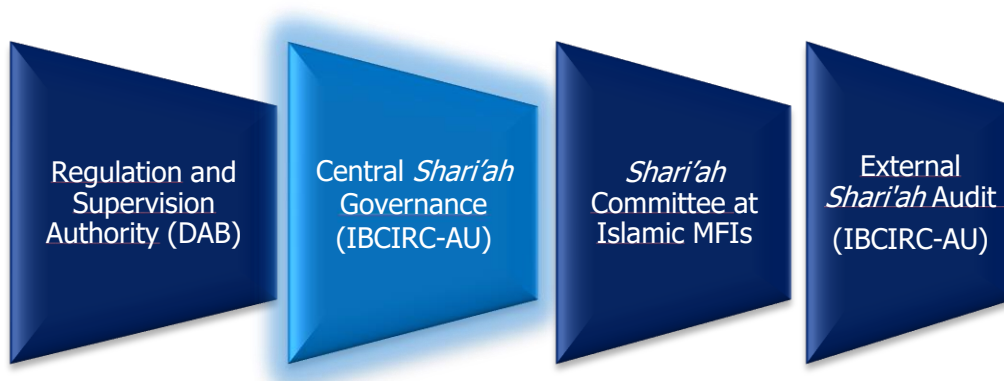 Regulation and
Supervision
Authority (DAB)
Central Shari’ah
Governance
(IBCIRC-AU)
Shari’ah
Committee at
Islamic MFIs
External
Shari'ah Audit
(IBCIRC-AU)